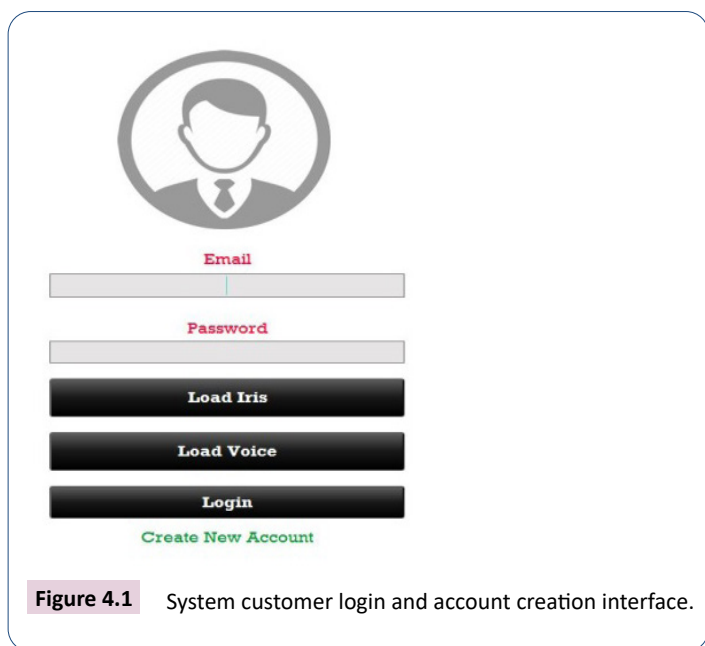 Email
Password
Load Iris
Load Voice
Login
Create New Account
Figure 4.1 System customer login and account creation interface.